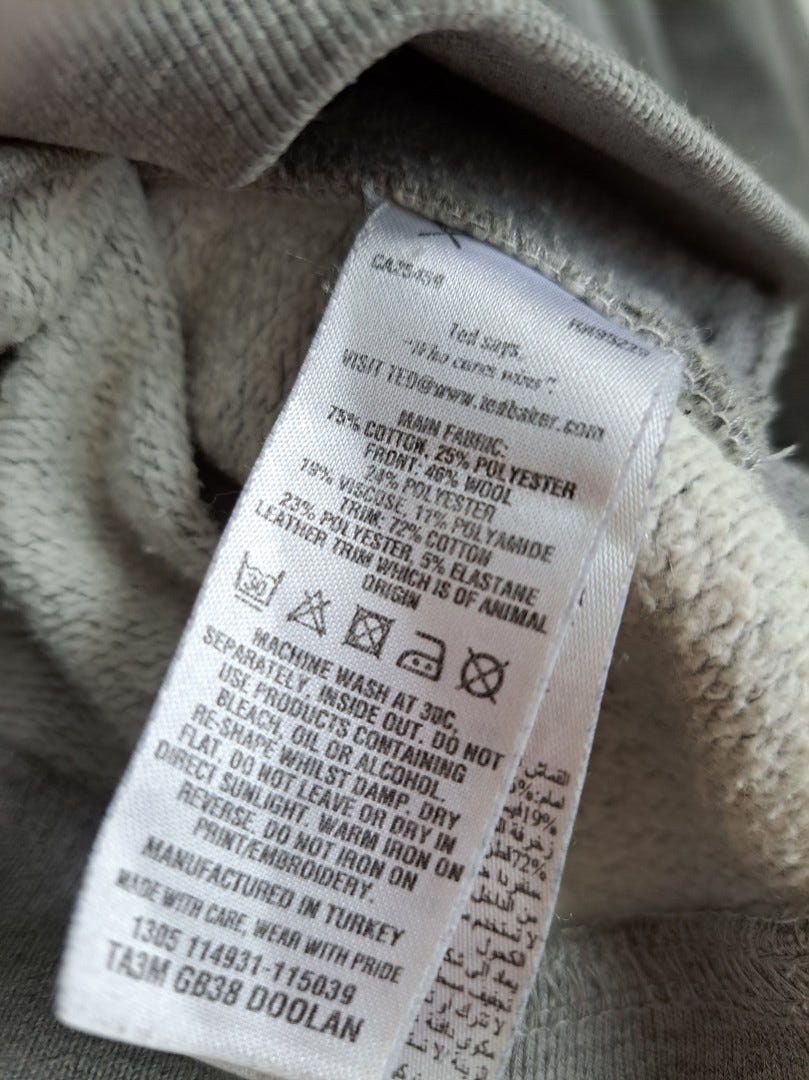 Ted says,
"Who cares wins".
VISIT TED@www.tedbaker.com
MAIN FABRIC:
75% COTTON, 25% POLYESTER
FRONT: 46% WOOL
24% POLYESTER
19% VISCOSE, 11% POLYAMIDE
TRIM: 72% COTTON
23% POLYESTER, 5% ELASTANE
LEATHER TRIM WHICH IS OF ANIMAL
ORIGIN
30
MACHINE WASH AT 30C,
SEPARATELY. INSIDE OUT. DO NOT
USE PRODUCTS CONTAINING
BLEACH, OIL OR ALCOHOL.
RE-SHAPE WHILST DAMP. DRY
FLAT. DO NOT LEAVE OR DRY IN
DIRECT SUNLIGHT. WARM IRON ON
REVERSE. DO NOT IRON ON
PRINT/EMBROIDERY.
MANUFACTURED IN TURKEY
MADE WITH CARE, WEAR WITH PRIDE
1305 114931-115039
TA3M GB38 DOOLAN
19%
72%